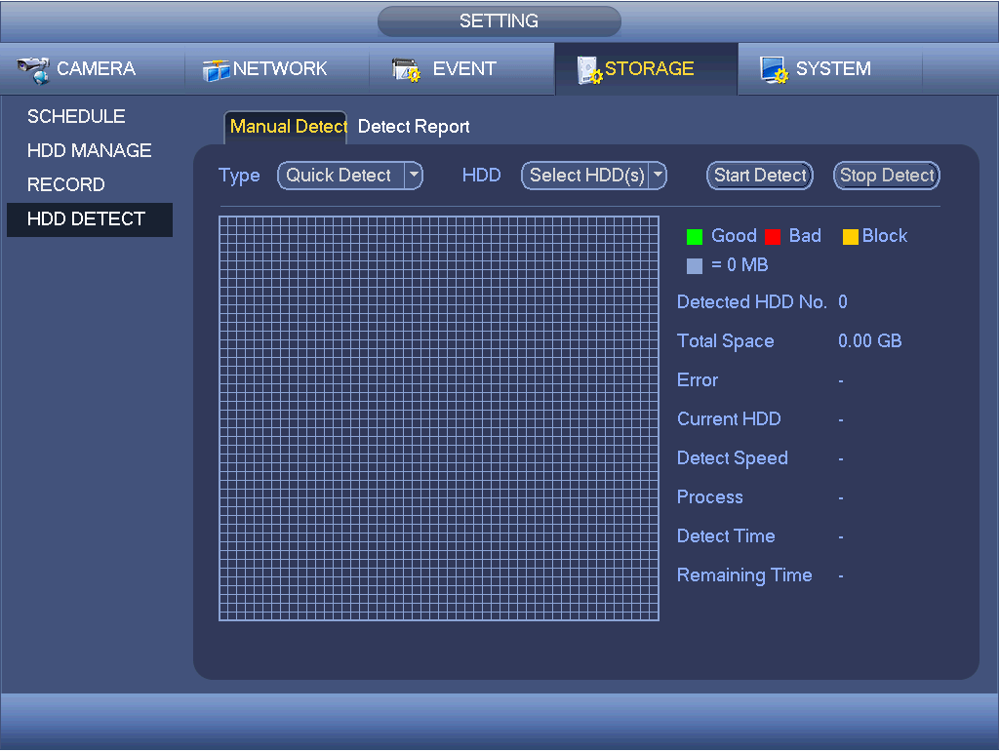 SETTING
CAMERA NETWORK EVENT STORAGE SYSTEM
SCHEDULE
HDD MANAGE
RECORD
HDD DETECT
Manual Detect Detect Report
Type Quick Detect HDD Select HDD(s) Start Detect Stop Detect
Good Bad Block
= 0 MB
Detected HDD No. 0
Total Space 0.00 GB
Error -
Current HDD -
Detect Speed -
Process -
Detect Time -
Remaining Time -